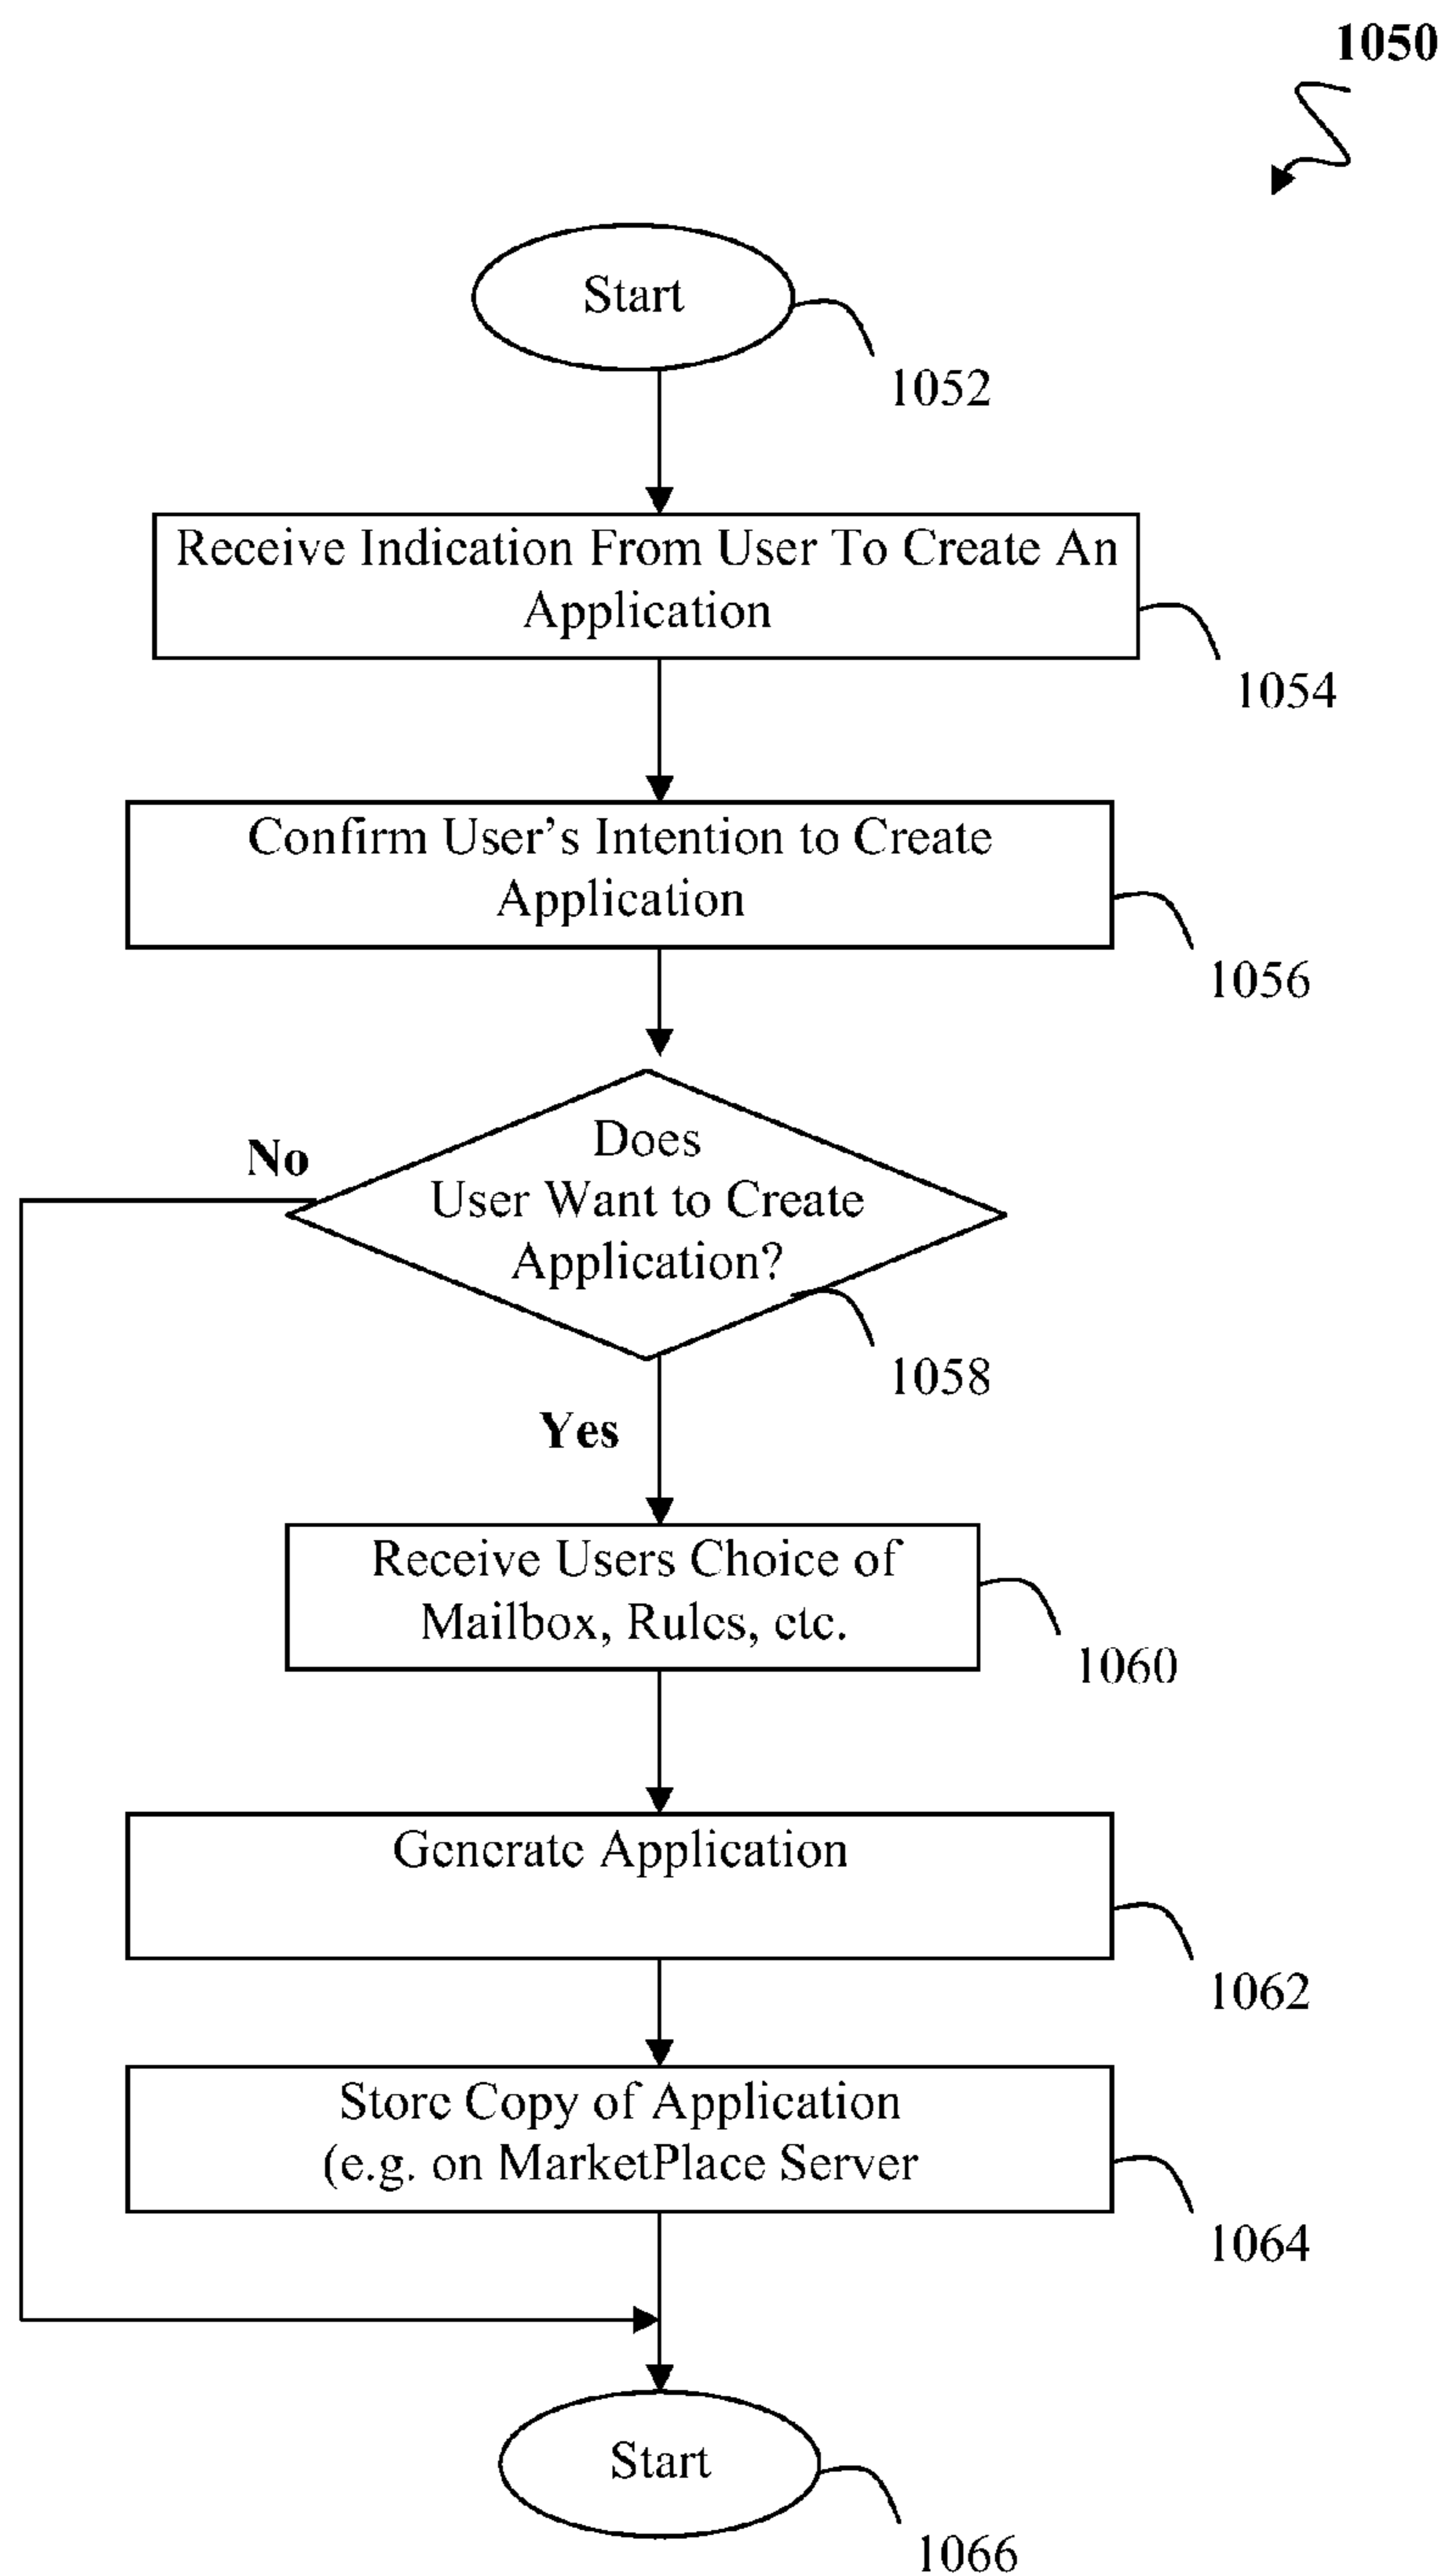 1050
Start
1052
Receive Indication From User To Create An
Application
1054
Confirm User’s Intention to Create
Application
1056
Does
User Want to Create
Application?
No
1058
Yes
Receive Users Choice of
Mailbox, Rules, etc.
1060
Generate Application
1062
Store Copy of Application
(e.g. on MarketPlace Server
1064
Start
1066